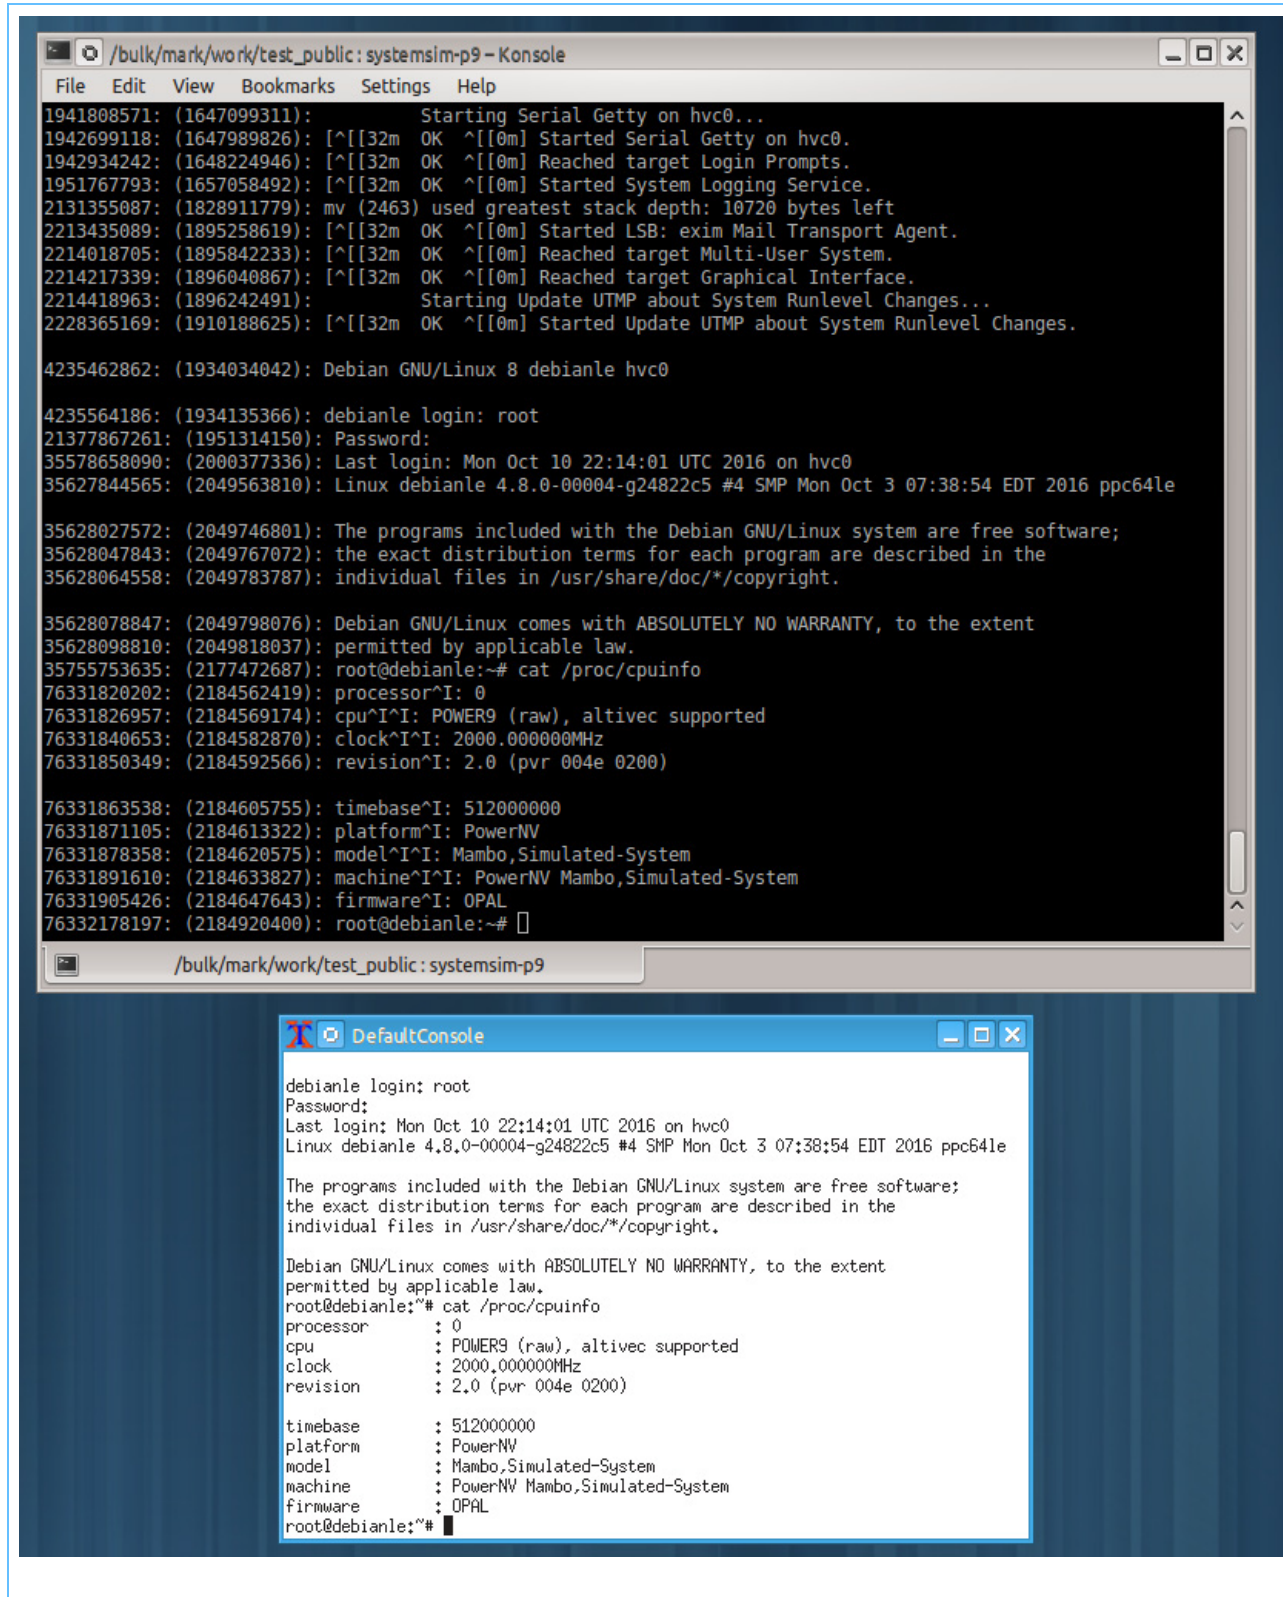 /bulk/mark/work/test_public : systemsim-p9 – Konsole
File Edit View Bookmarks Settings Help
1941808571: (1647099311):          Starting Serial Getty on hvc0...
1942699118: (1647989826): [^[[32m  OK  ^[[0m] Started Serial Getty on hvc0.
1942934242: (1648224946): [^[[32m  OK  ^[[0m] Reached target Login Prompts.
1951767793: (1657058492): [^[[32m  OK  ^[[0m] Started System Logging Service.
2131355087: (1828911779): mv (2463) used greatest stack depth: 10720 bytes left
2213435089: (1895258619): [^[[32m  OK  ^[[0m] Started LSB: exim Mail Transport Agent.
2214018705: (1895842233): [^[[32m  OK  ^[[0m] Reached target Multi-User System.
2214217339: (1896040867): [^[[32m  OK  ^[[0m] Reached target Graphical Interface.
2214418963: (1896242491):          Starting Update UTMP about System Runlevel Changes...
2228365169: (1910188625): [^[[32m  OK  ^[[0m] Started Update UTMP about System Runlevel Changes.
4235462862: (1934034042): Debian GNU/Linux 8 debianle hvc0
4235564186: (1934135366): debianle login: root
21377867261: (1951314150): Password:
35578658090: (2000377336): Last login: Mon Oct 10 22:14:01 UTC 2016 on hvc0
35627844565: (2049563810): Linux debianle 4.8.0-00004-g24822c5 #4 SMP Mon Oct 3 07:38:54 EDT 2016 ppc64le
35628027572: (2049746801): The programs included with the Debian GNU/Linux system are free software;
35628047843: (2049767072): the exact distribution terms for each program are described in the
35628064558: (2049783787): individual files in /usr/share/doc/*/copyright.
35628078847: (2049798076): Debian GNU/Linux comes with ABSOLUTELY NO WARRANTY, to the extent
35628098810: (2049818037): permitted by applicable law.
35755753635: (2177472687): root@debianle:~# cat /proc/cpuinfo
76331820202: (2184562419): processor^I: 0
76331826957: (2184569174): cpu^I^I: POWER9 (raw), altivec supported
76331840653: (2184582870): clock^I^I: 2000.000000MHz
76331850349: (2184592566): revision^I: 2.0 (pvr 004e 0200)
76331863538: (2184605755): timebase^I: 512000000
76331871105: (2184613322): platform^I: PowerNV
76331878358: (2184620575): model^I^I: Mambo,Simulated-System
76331891610: (2184633827): machine^I^I: PowerNV Mambo,Simulated-System
76331905426: (2184647643): firmware^I: OPAL
76332178197: (2184920400): root@debianle:~#
/bulk/mark/work/test_public : systemsim-p9
DefaultConsole
debianle login: root
Password:
Last login: Mon Oct 10 22:14:01 UTC 2016 on hvc0
Linux debianle 4.8.0-00004-g24822c5 #4 SMP Mon Oct 3 07:38:54 EDT 2016 ppc64le
The programs included with the Debian GNU/Linux system are free software;
the exact distribution terms for each program are described in the
individual files in /usr/share/doc/*/copyright.
Debian GNU/Linux comes with ABSOLUTELY NO WARRANTY, to the extent
permitted by applicable law.
root@debianle:~# cat /proc/cpuinfo
processor       : 0
cpu             : POWER9 (raw), altivec supported
clock           : 2000.000000MHz
revision        : 2.0 (pvr 004e 0200)
timebase        : 512000000
platform        : PowerNV
model           : Mambo,Simulated-System
machine         : PowerNV Mambo,Simulated-System
firmware        : OPAL
root@debianle:~#